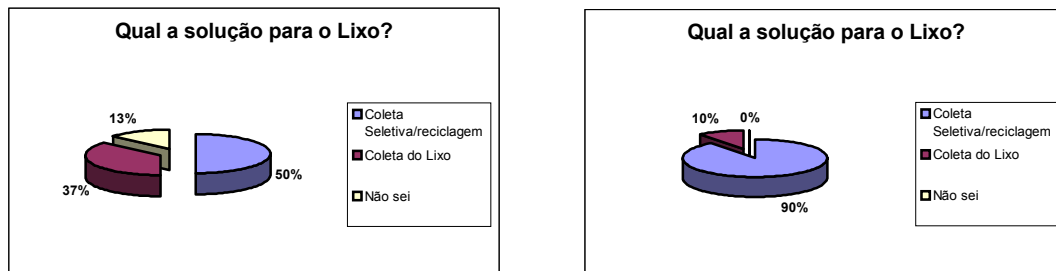 Qual a solução para o Lixo?
13%
37%
50%
Coleta
Seletiva/reciclagem
Coleta do Lixo
Não sei
Qual a solução para o Lixo?
10%
0%
90%
Coleta
Seletiva/reciclagem
Coleta do Lixo
Não sei